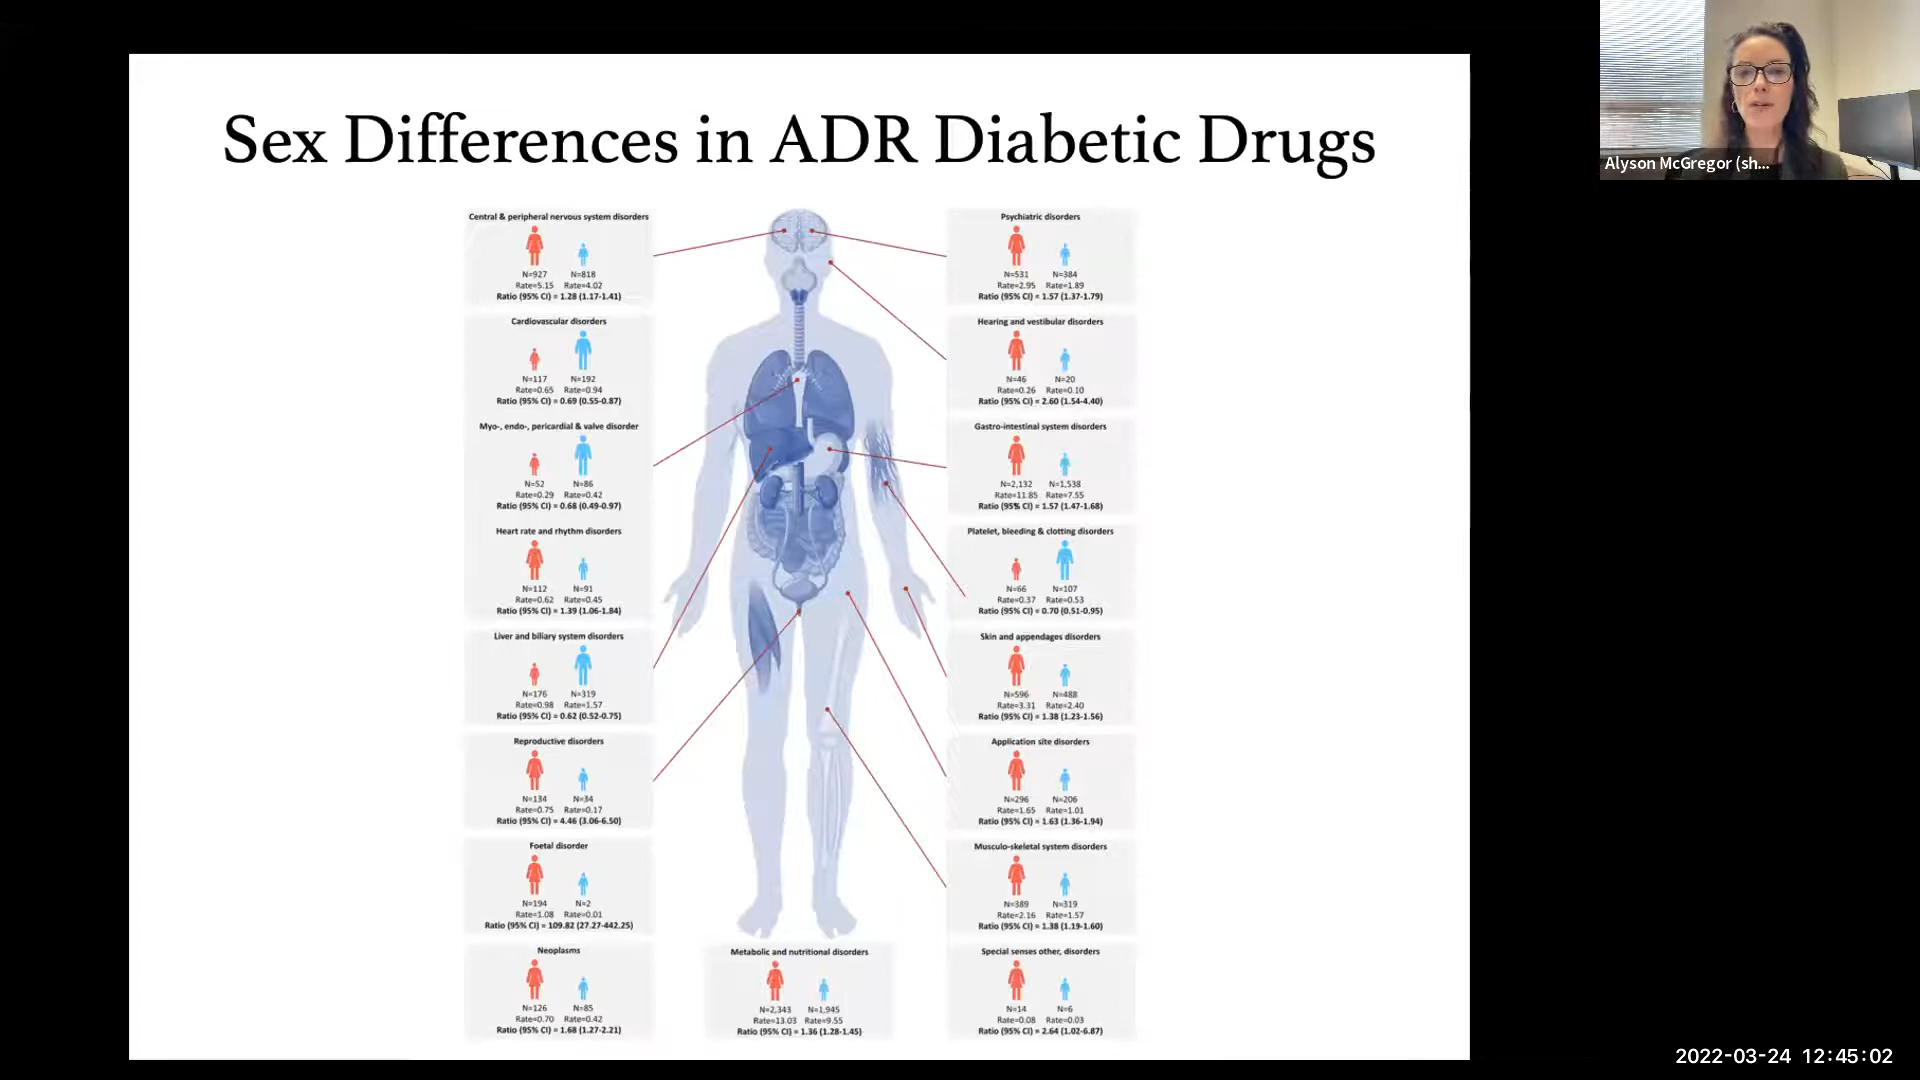 Sex Differences in ADR Diabetic Drugs
Central & peripheral nervous system disorders
N=927 N=818
Rate=5.15 Rate=4.02
Ratio (95% CI) = 1.28 (1.17-1.41)
Cardiovascular disorders
N=117 N=192
Rate=0.65 Rate=0.94
Ratio (95% CI) = 0.69 (0.55-0.87)
Myo-, endo-, pericardial & valve disorder
N=52 N=86
Rate=0.29 Rate=0.42
Ratio (95% CI) = 0.68 (0.49-0.97)
Heart rate and rhythm disorders
N=112 N=91
Rate=0.62 Rate=0.45
Ratio (95% CI) = 1.39 (1.06-1.84)
Liver and biliary system disorders
N=176 N=319
Rate=0.98 Rate=1.57
Ratio (95% CI) = 0.62 (0.52-0.75)
Reproductive disorders
N=134 N=34
Rate=0.75 Rate=0.17
Ratio (95% CI) = 4.46 (3.06-6.50)
Foetal disorder
N=194 N=2
Rate=1.08 Rate=0.01
Ratio (95% CI) = 109.82 (27.27-442.25)
Neoplasms
N=126 N=85
Rate=0.70 Rate=0.42
Ratio (95% CI) = 1.68 (1.27-2.21)
Metabolic and nutritional disorders
N=2,343 N=1,945
Rate=13.03 Rate=9.55
Ratio (95% CI) = 1.36 (1.28-1.45)
Psychiatric disorders
N=531 N=384
Rate=2.95 Rate=1.89
Ratio (95% CI) = 1.57 (1.37-1.79)
Hearing and vestibular disorders
N=46 N=20
Rate=0.26 Rate=0.10
Ratio (95% CI) = 2.60 (1.54-4.40)
Gastro-intestinal system disorders
N=2,132 N=1,538
Rate=11.85 Rate=7.55
Ratio (95% CI) = 1.57 (1.47-1.68)
Platelet, bleeding & clotting disorders
N=66 N=107
Rate=0.37 Rate=0.53
Ratio (95% CI) = 0.70 (0.51-0.95)
Skin and appendages disorders
N=596 N=488
Rate=3.31 Rate=2.40
Ratio (95% CI) = 1.38 (1.23-1.56)
Application site disorders
N=296 N=206
Rate=1.65 Rate=1.01
Ratio (95% CI) = 1.63 (1.36-1.94)
Musculo-skeletal system disorders
N=389 N=319
Rate=2.16 Rate=1.57
Ratio (95% CI) = 1.38 (1.19-1.60)
Special senses other, disorders
N=14 N=6
Rate=0.08 Rate=0.03
Ratio (95% CI) = 2.64 (1.02-6.87)
Alyson McGregor (sh...
2022-03-24 12:45:02